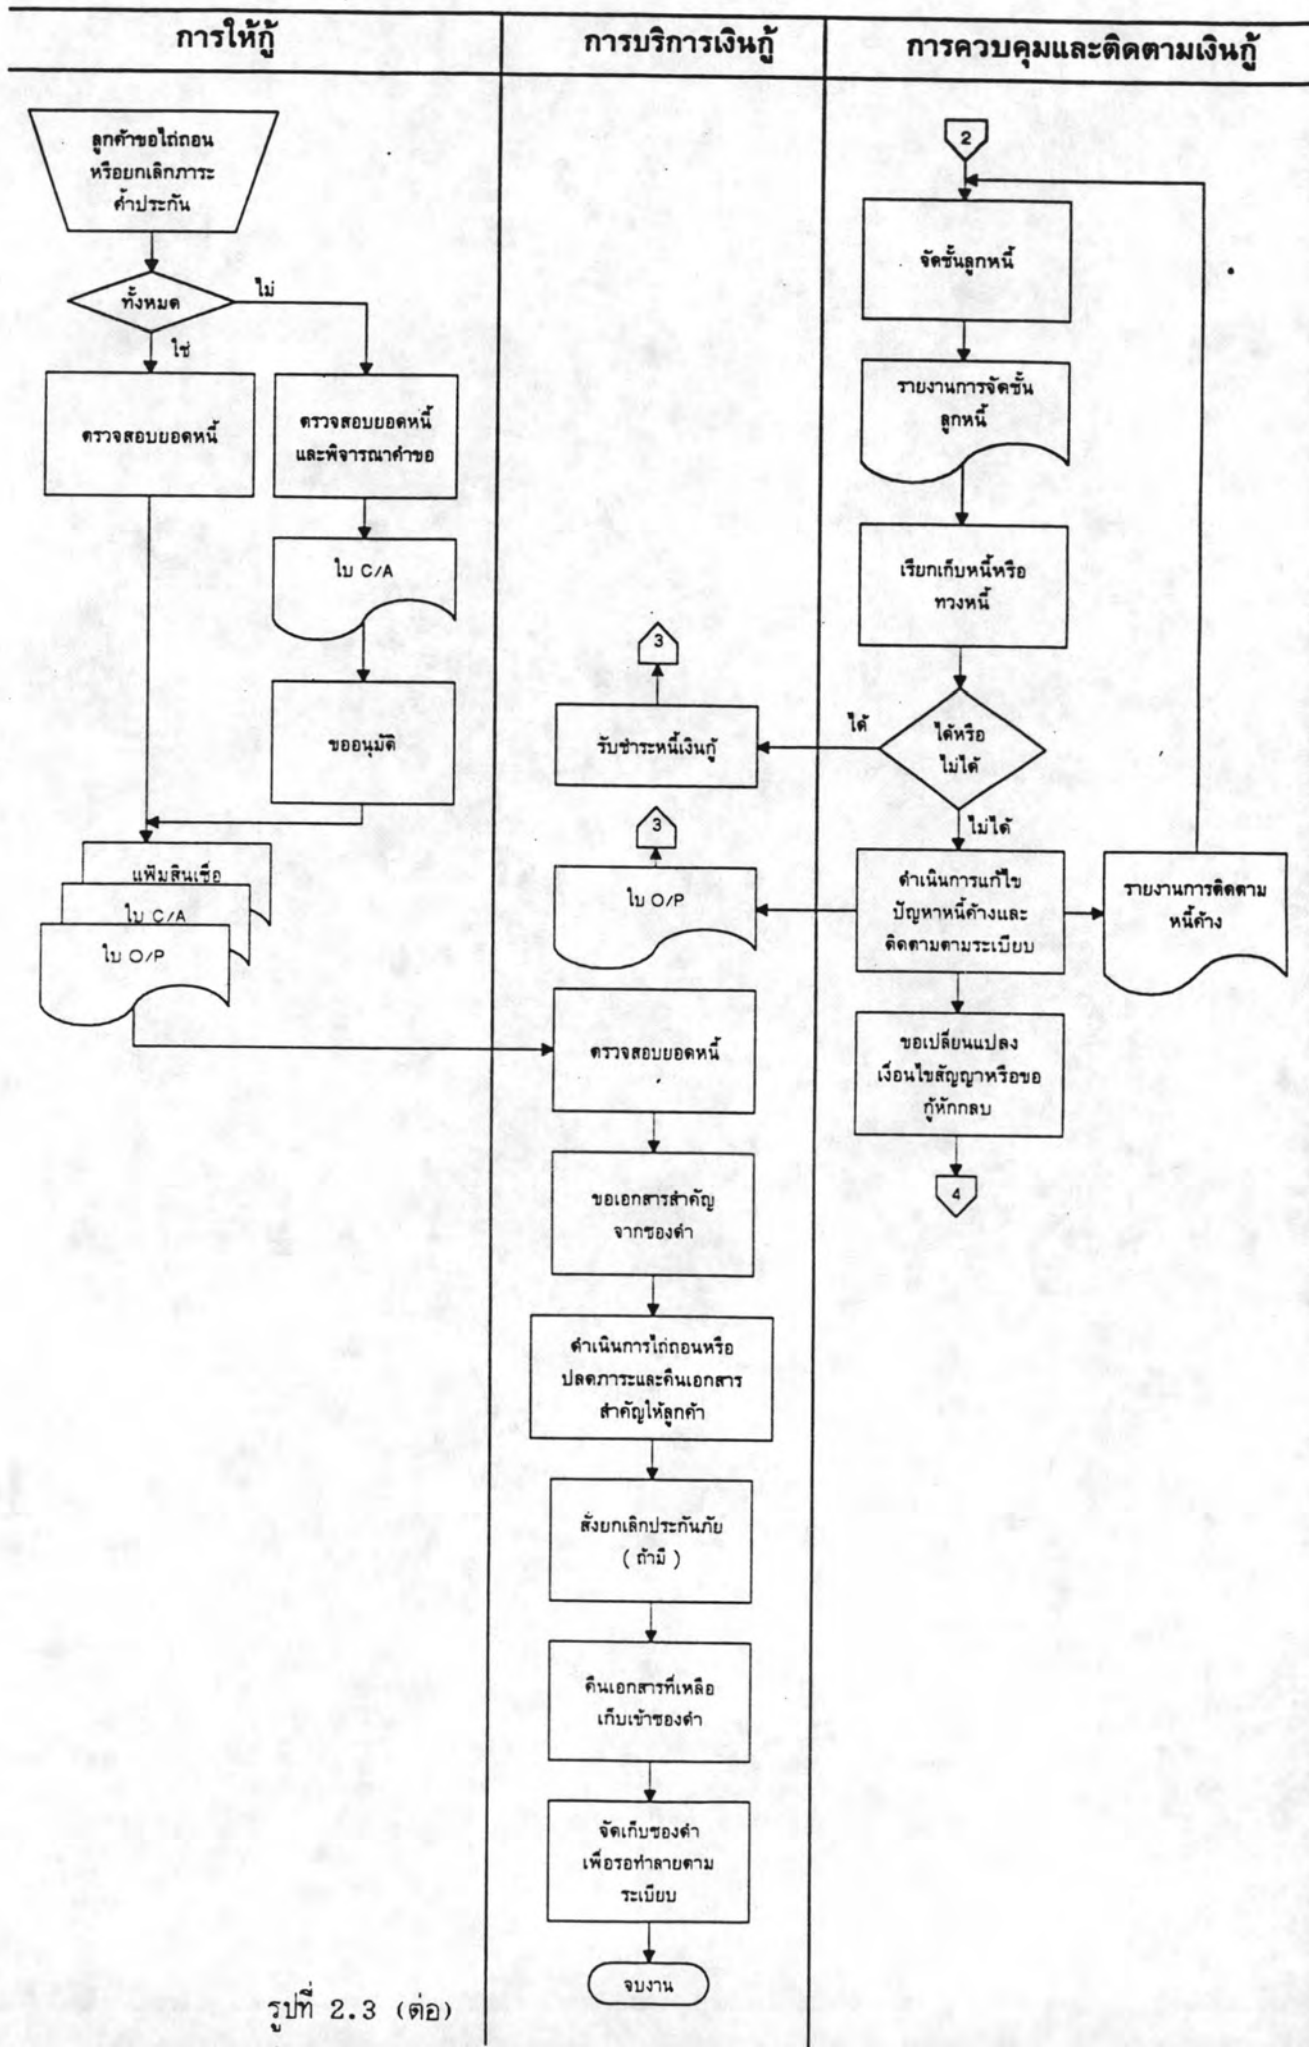 การให้กู้
การบริการเงินกู้
การควบคุมและติดตามเงินกู้
ลูกค้าขอไถ่ถอน
หรือยกเลิกภาระ
ค้ำประกัน
ทั้งหมด
ไม่
ใช่
ตรวจสอบยอดหนี้
ตรวจสอบยอดหนี้
และพิจารณาคำขอ
ใบ C/A
ขออนุมัติ
แฟ้มสินเชื่อ
ใบ C/A
ใบ O/P
3
รับชำระหนี้เงินกู้
3
ใบ O/P
ตรวจสอบยอดหนี้
ขอเอกสารสำคัญ
จากซองดำ
ดำเนินการไถ่ถอนหรือ
ปลดภาระและคืนเอกสาร
สำคัญให้ลูกค้า
สั่งยกเลิกประกันภัย
( ถ้ามี )
คืนเอกสารที่เหลือ
เก็บเข้าซองดำ
จัดเก็บซองดำ
เพื่อรอทำลายตาม
ระเบียบ
จบงาน
2
จัดชั้นลูกหนี้
รายงานการจัดชั้น
ลูกหนี้
เรียกเก็บหนี้หรือ
ทวงหนี้
ได้
ได้หรือ
ไม่ได้
ไม่ได้
ดำเนินการแก้ไข
ปัญหาหนี้ค้างและ
ติดตามตามระเบียบ
รายงานการติดตาม
หนี้ค้าง
ขอเปลี่ยนแปลง
เงื่อนไขสัญญาหรือขอ
กู้หักกลบ
4
รูปที่ 2.3 (ต่อ)